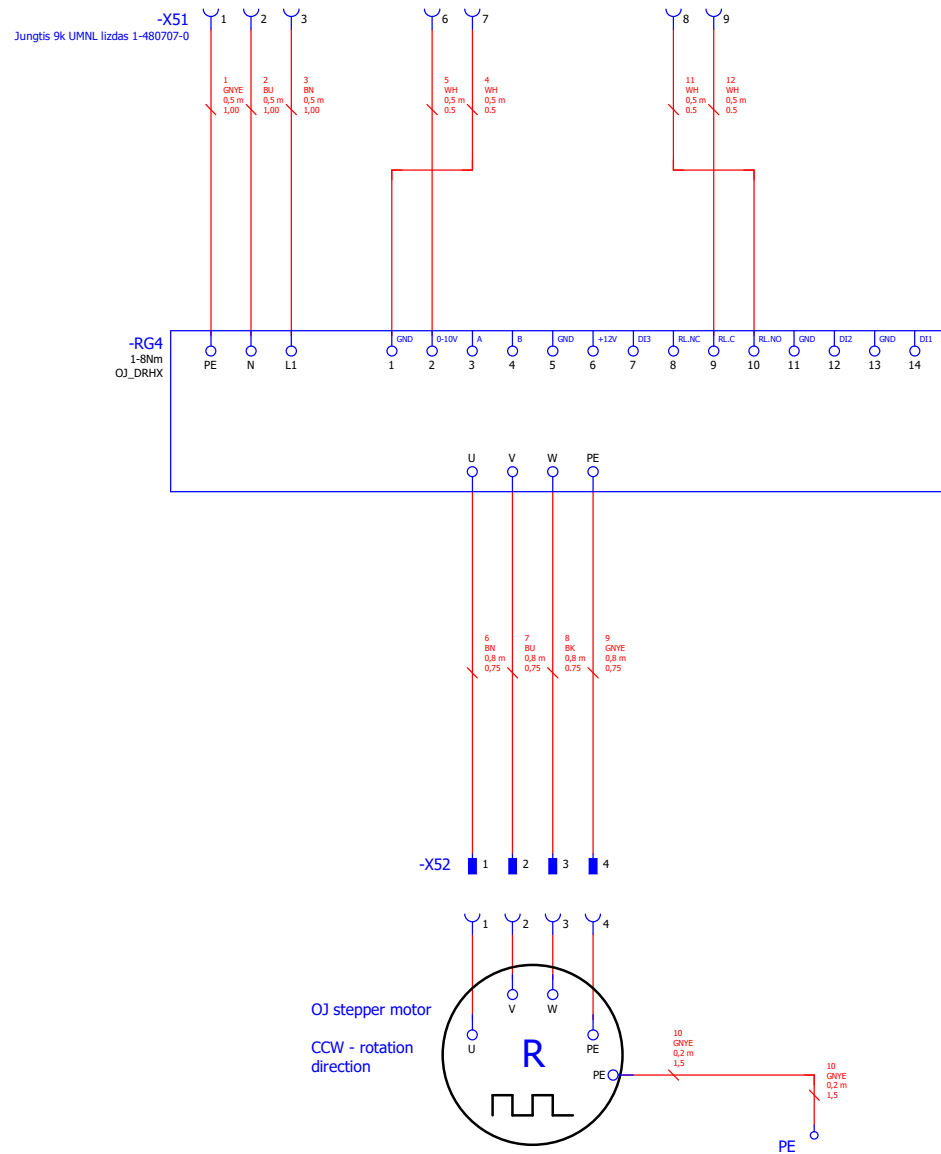 -X51 1 2 3 6 7 8 9
Jungtis 9k UMNL lizdas 1-480707-0
1 2 3 5 4 11 12
GNYE BU BN WH WH WH WH
0,5 m 0,5 m 0,5 m 0,5 m 0,5 m 0,5 m 0,5 m
1,00 1,00 1,00 0.5 0.5 0.5 0.5
-RG4 GND 0-10V A B GND +12V DI3 RL.NC RL.C RL.NO GND DI2 GND DI1
1-8Nm PE N L1 1 2 3 4 5 6 7 8 9 10 11 12 13 14
OJ_DRHX
U V W PE
6 7 8 9
BN BU BK GNYE
0,8 m 0,8 m 0,8 m 0,8 m
0,75 0,75 0.75 0,75
-X52 1 2 3 4
1 2 3 4
OJ stepper motor V W
CCW - rotation
direction
U R PE
PE
10
GNYE
0,2 m
1,5
10
GNYE
0,2 m
1,5
PE